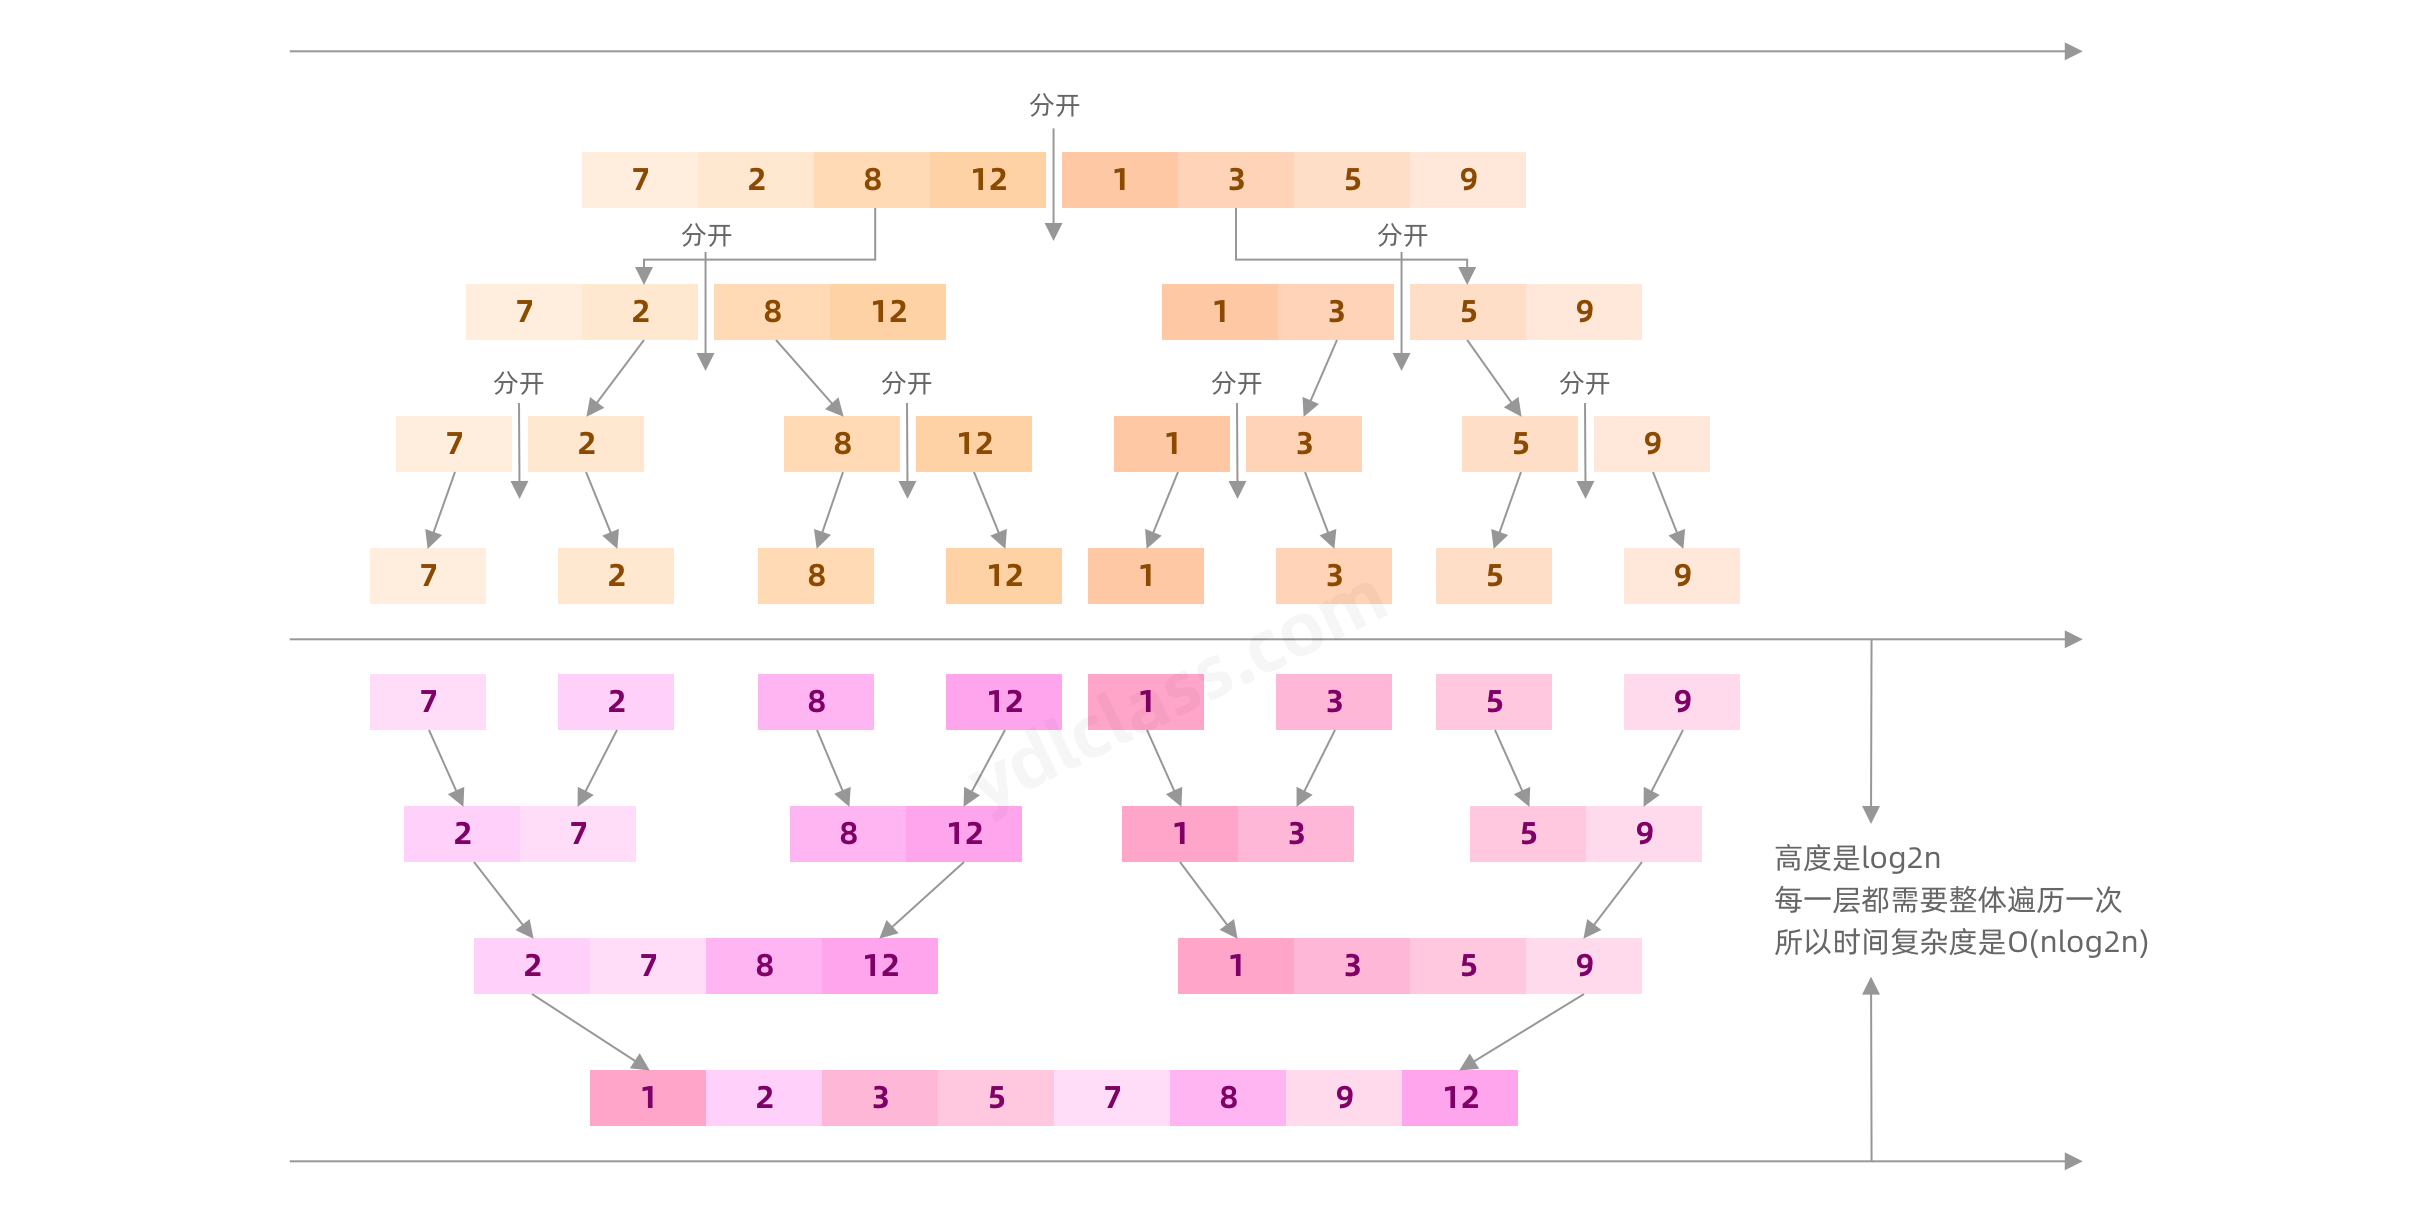 分开
7 2 8 12 1 3 5 9
分开 分开
7 2 8 12 1 3 5 9
分开 分开 分开 分开
7 2 8 12 1 3 5 9
7 2 8 12 1 3 5 9
ydlclass.com
7 2 8 12 1 3 5 9
2 7 8 12 1 3 5 9
高度是log2n
每一层都需要整体遍历一次
所以时间复杂度是O(nlog2n)
2 7 8 12 1 3 5 9
1 2 3 5 7 8 9 12